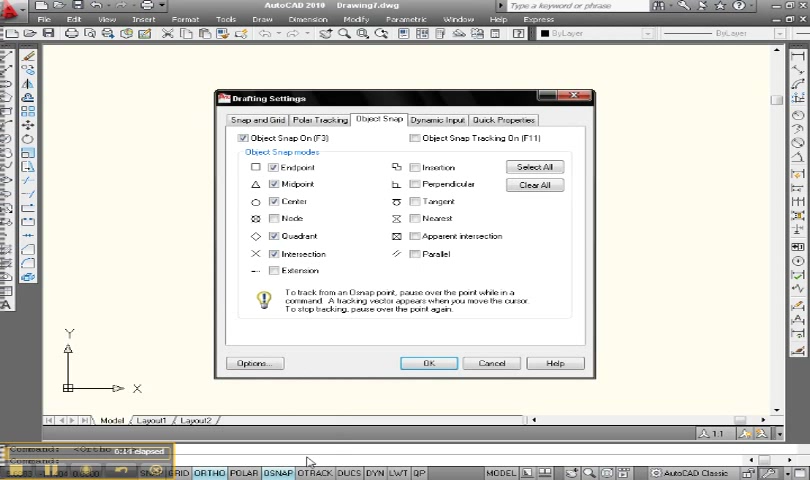 AutoCAD 2010 Drawing7.dwg
Type a keyword or phrase
File Edit View Insert Format Tools Draw Dimension Modify Parametric Window Help Express
ByLayer ByLayer
Drafting Settings
Snap and Grid Polar Tracking Object Snap Dynamic Input Quick Properties
Object Snap On (F3) Object Snap Tracking On (F11)
Object Snap modes
Endpoint Insertion Select All
Midpoint Perpendicular Clear All
Center Tangent
Node Nearest
Quadrant Apparent intersection
Intersection Parallel
Extension
To track from an Osnap point, pause over the point while in a
command. A tracking vector appears when you move the cursor.
To stop tracking, pause over the point again.
Options... OK Cancel Help
Y
X
Model Layout1 Layout2
1:1
Command: <Ortho
0:14 elapsed
Command:
GRID ORTHO POLAR OSNAP OTRACK DUCS DYN LWT QP MODEL AutoCAD Classic
A